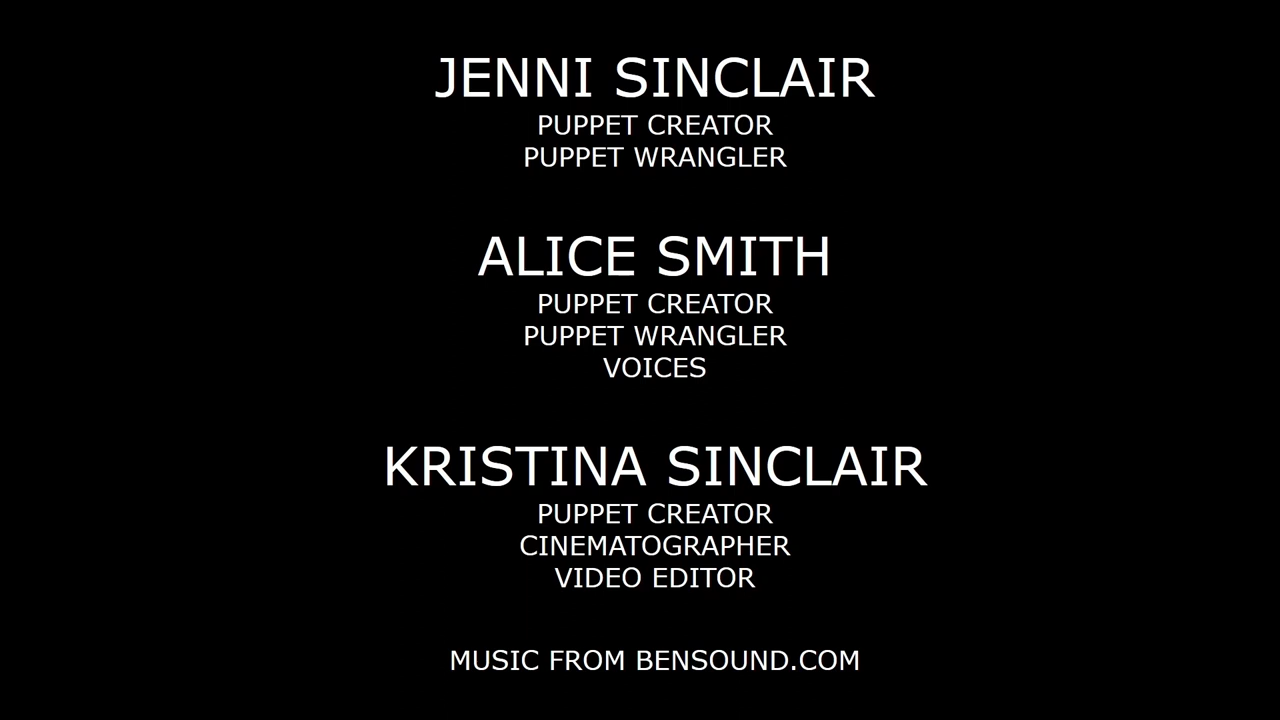 JENNI SINCLAIR
PUPPET CREATOR
PUPPET WRANGLER
ALICE SMITH
PUPPET CREATOR
PUPPET WRANGLER
VOICES
KRISTINA SINCLAIR
PUPPET CREATOR
CINEMATOGRAPHER
VIDEO EDITOR
MUSIC FROM BENSOUND.COM